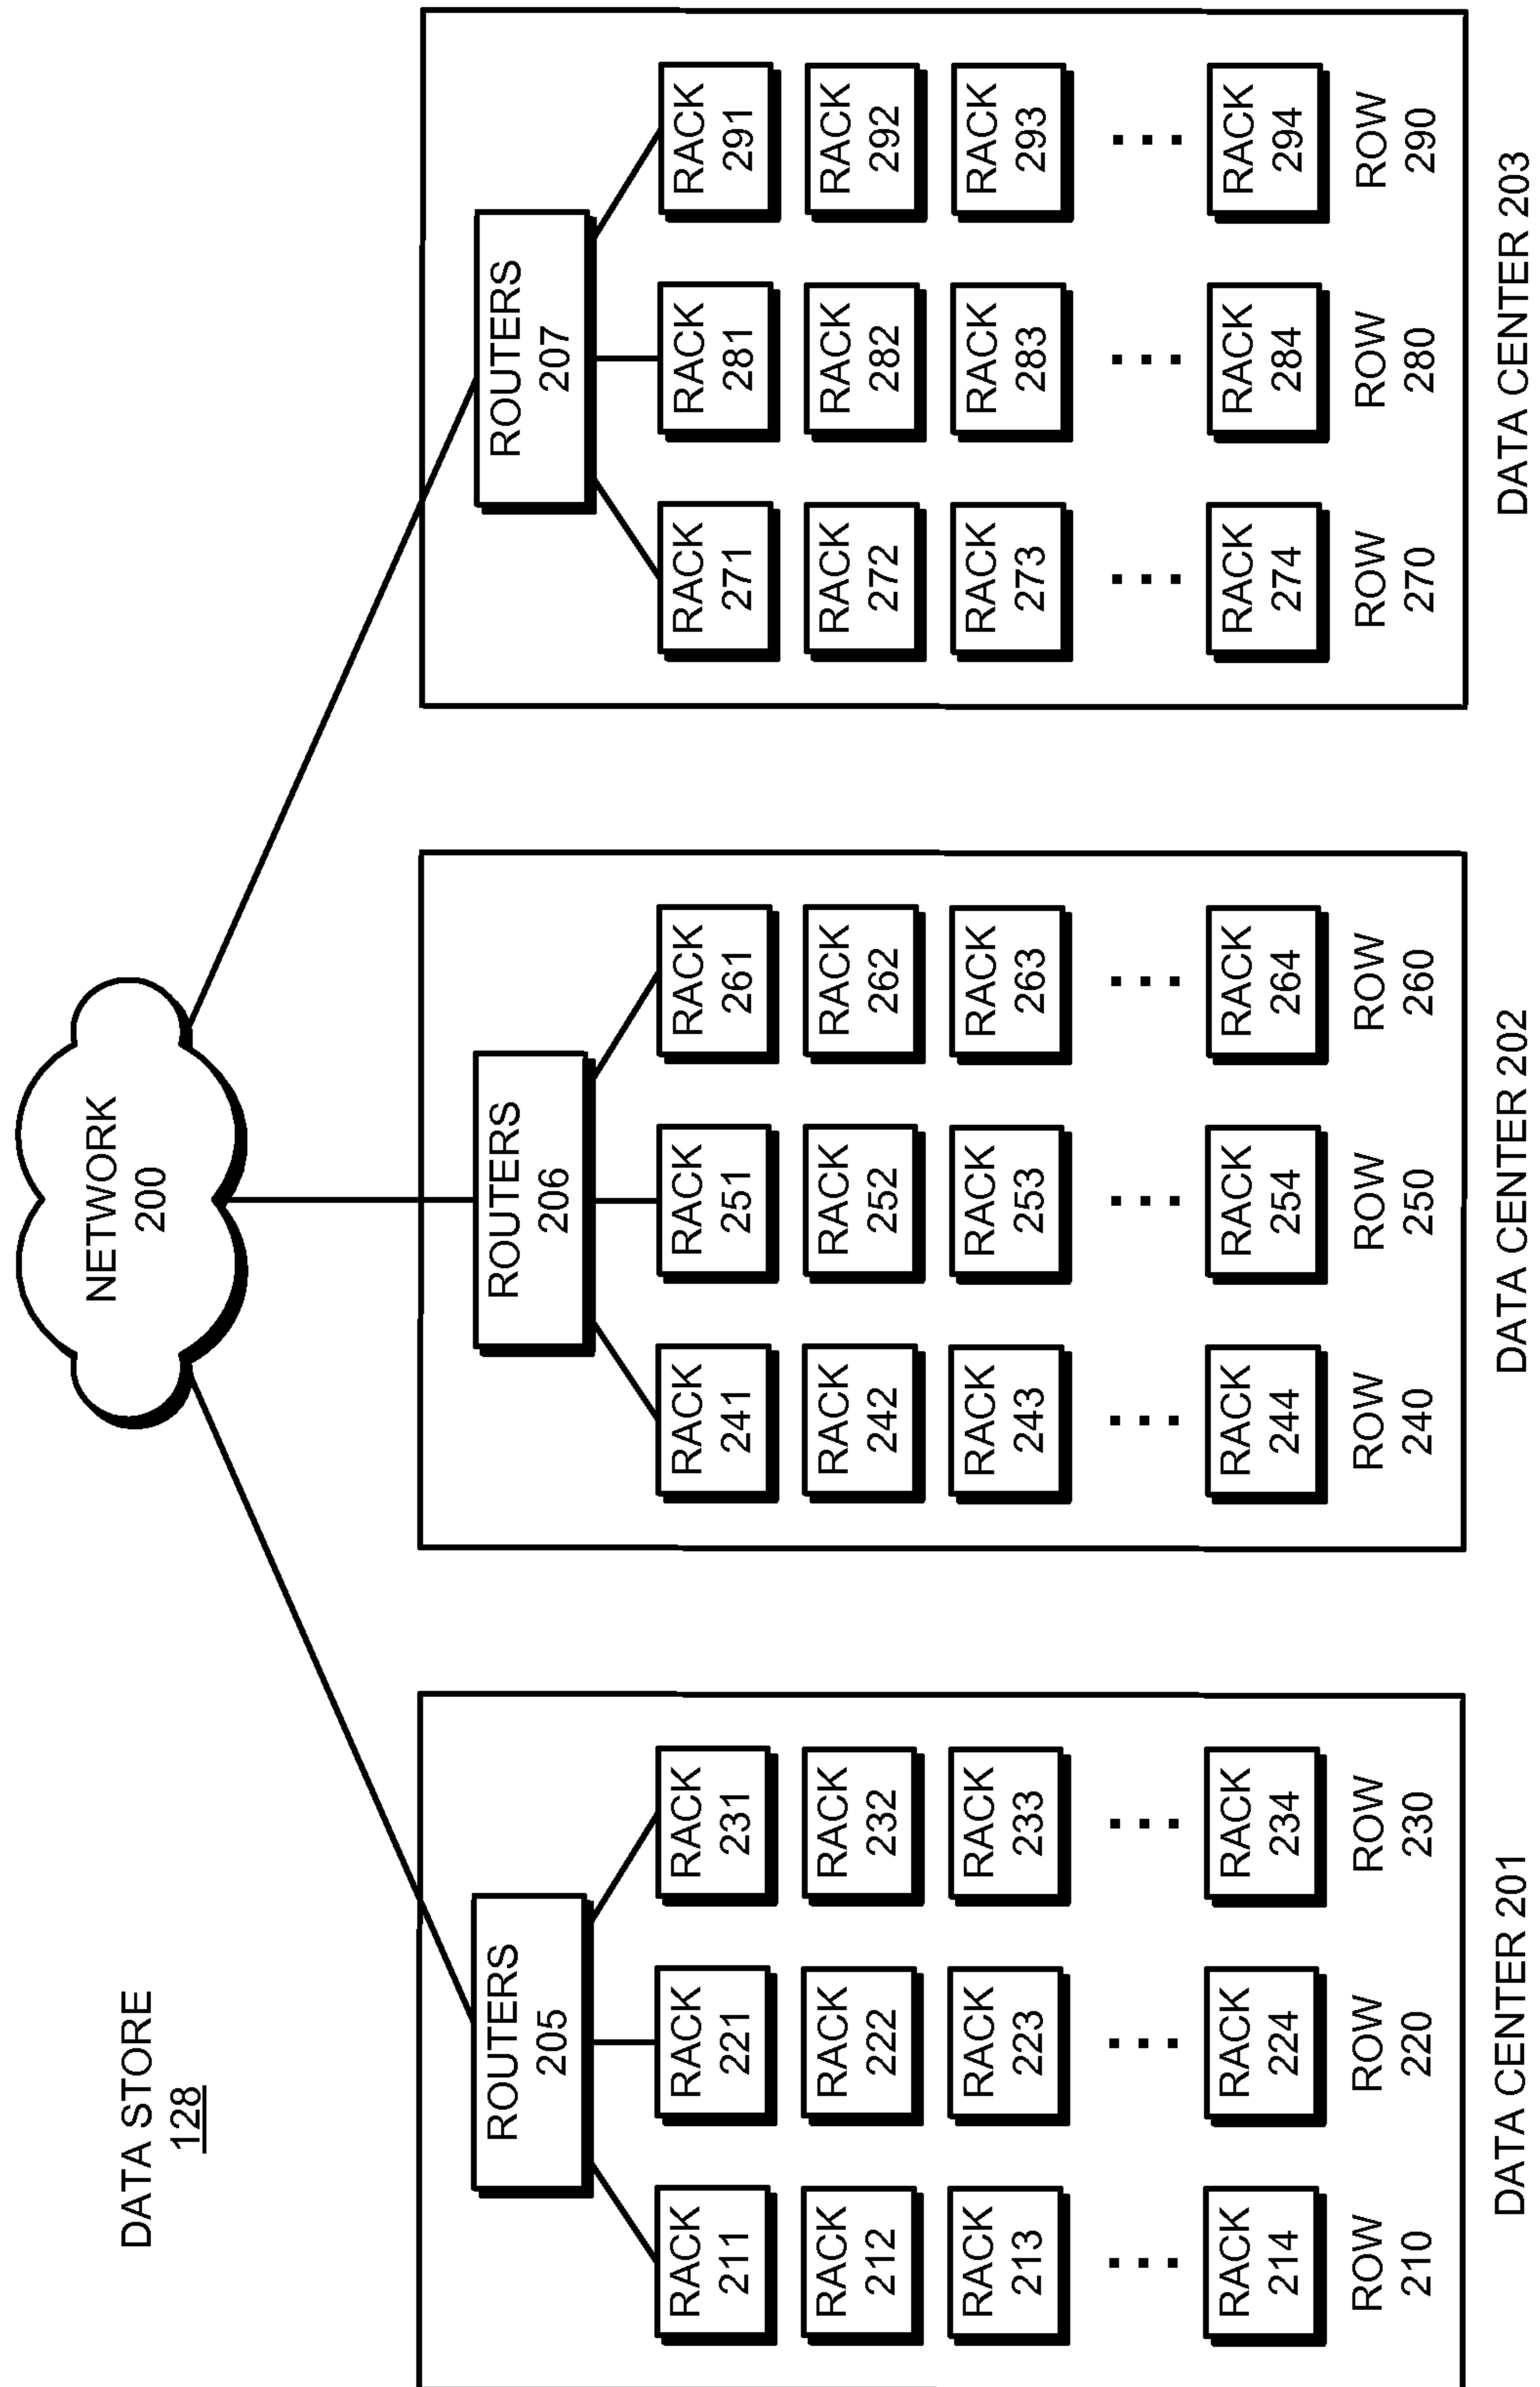 DATA STORE
128
NETWORK
200
ROUTERS
205
RACK
211
RACK
221
RACK
231
RACK
212
RACK
222
RACK
232
RACK
213
RACK
223
RACK
233
...
...
...
RACK
214
RACK
224
RACK
234
ROW
210
ROW
220
ROW
230
DATA CENTER 201
ROUTERS
206
RACK
241
RACK
251
RACK
261
RACK
242
RACK
252
RACK
262
RACK
243
RACK
253
RACK
263
...
...
...
RACK
244
RACK
254
RACK
264
ROW
240
ROW
250
ROW
260
DATA CENTER 202
ROUTERS
207
RACK
271
RACK
281
RACK
291
RACK
272
RACK
282
RACK
292
RACK
273
RACK
283
RACK
293
...
...
...
RACK
274
RACK
284
RACK
294
ROW
270
ROW
280
ROW
290
DATA CENTER 203